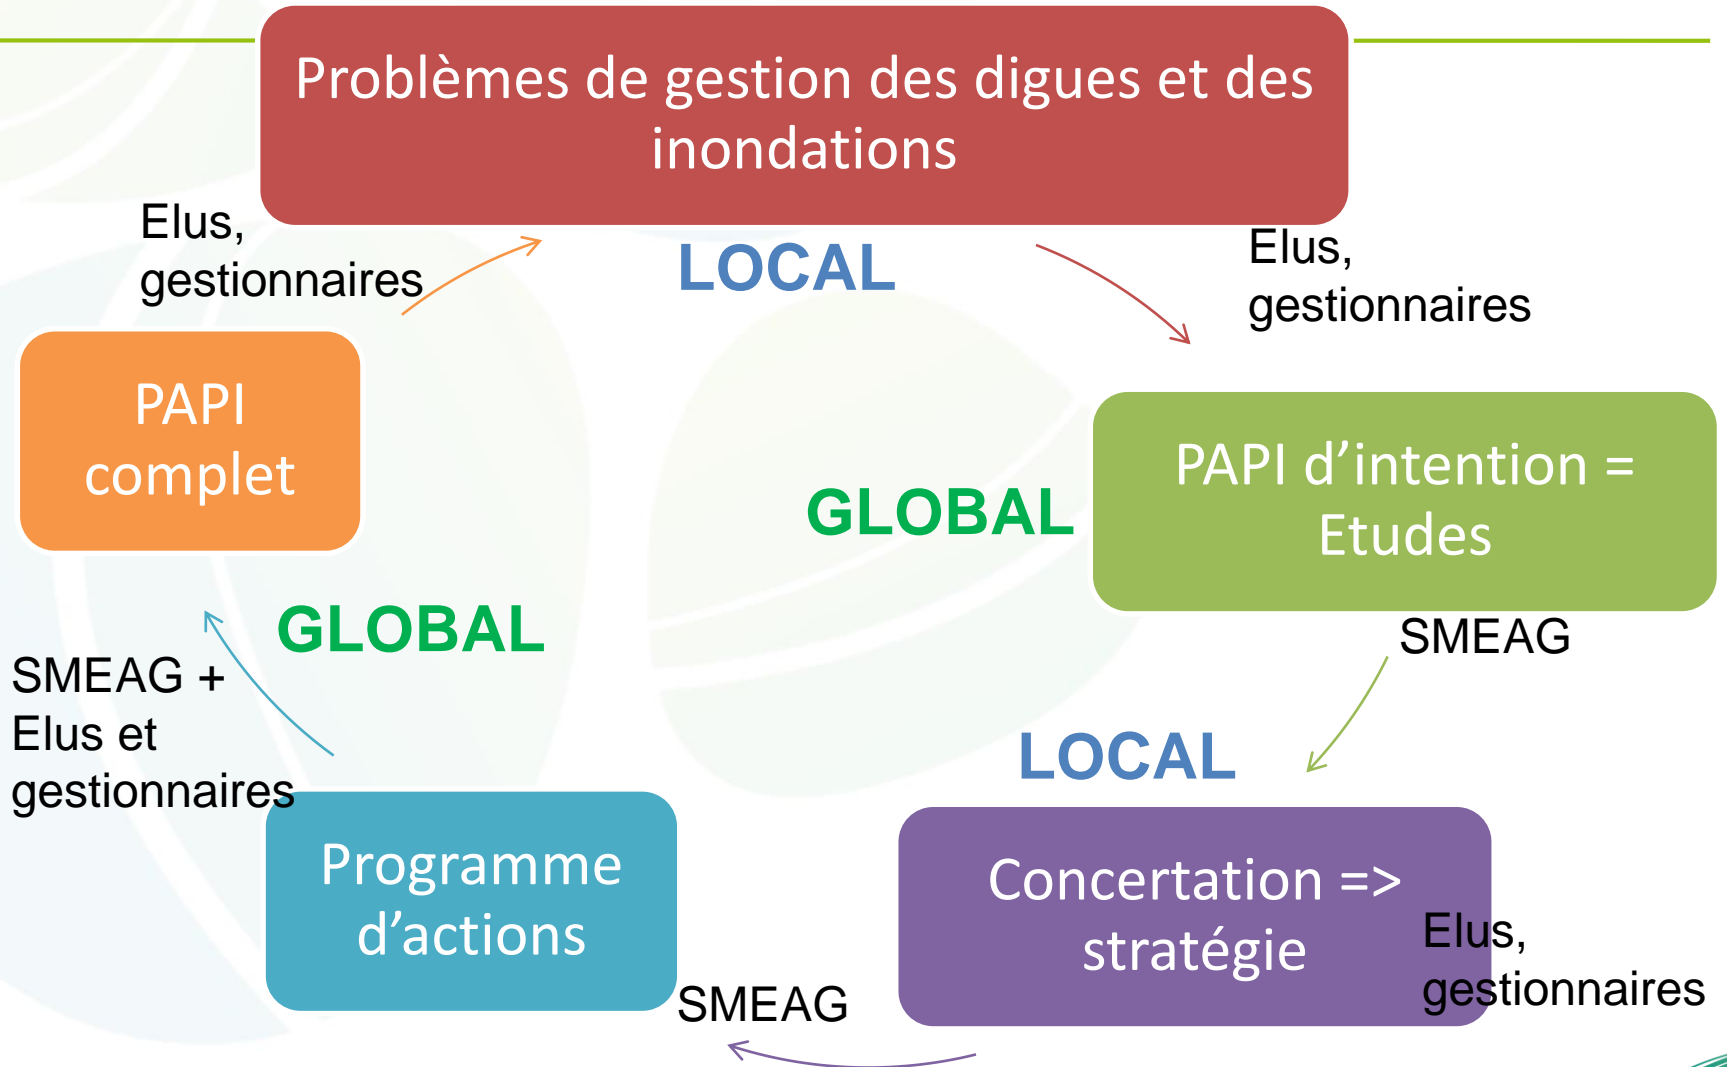 Problèmes de gestion des digues et des
inondations
Elus,
gestionnaires
LOCAL
Elus,
gestionnaires
PAPI
complet
PAPI d’intention =
Etudes
GLOBAL
GLOBAL
SMEAG
SMEAG +
Elus et
gestionnaires
LOCAL
Programme
d’actions
Concertation =>
stratégie
Elus,
gestionnaires
SMEAG